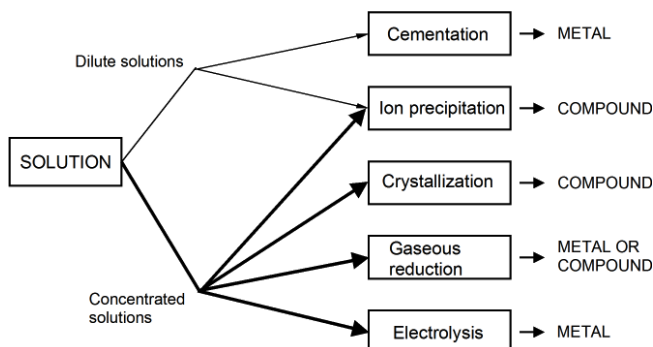 Cementation
METAL
Dilute solutions
Ion precipitation
COMPOUND
SOLUTION
Crystallization
COMPOUND
Gaseous
reduction
METAL OR
COMPOUND
Concentrated
solutions
Electrolysis
METAL